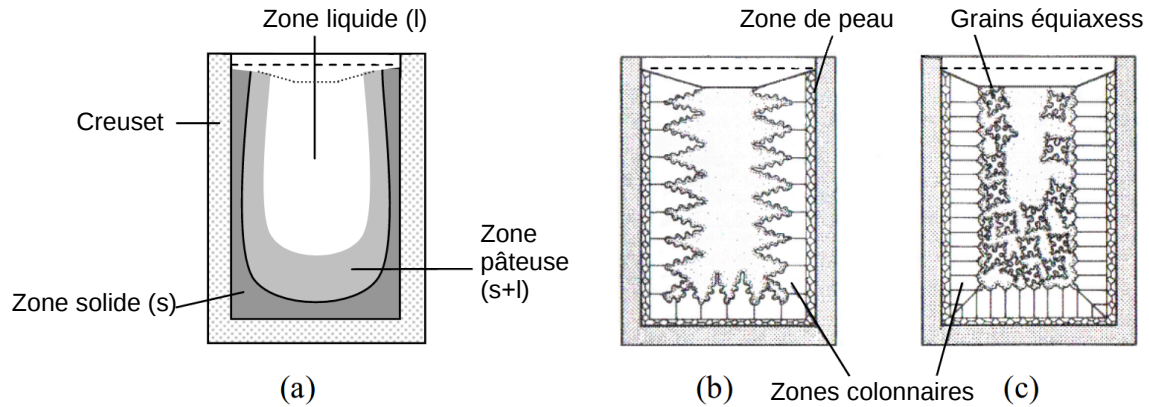 Zone liquide (l)
Zone de peau
Grains équiaxess
Creuset
Zone
pâteuse
(s+l)
Zone solide (s)
(a)
(b)
Zones colonnaires
(c)